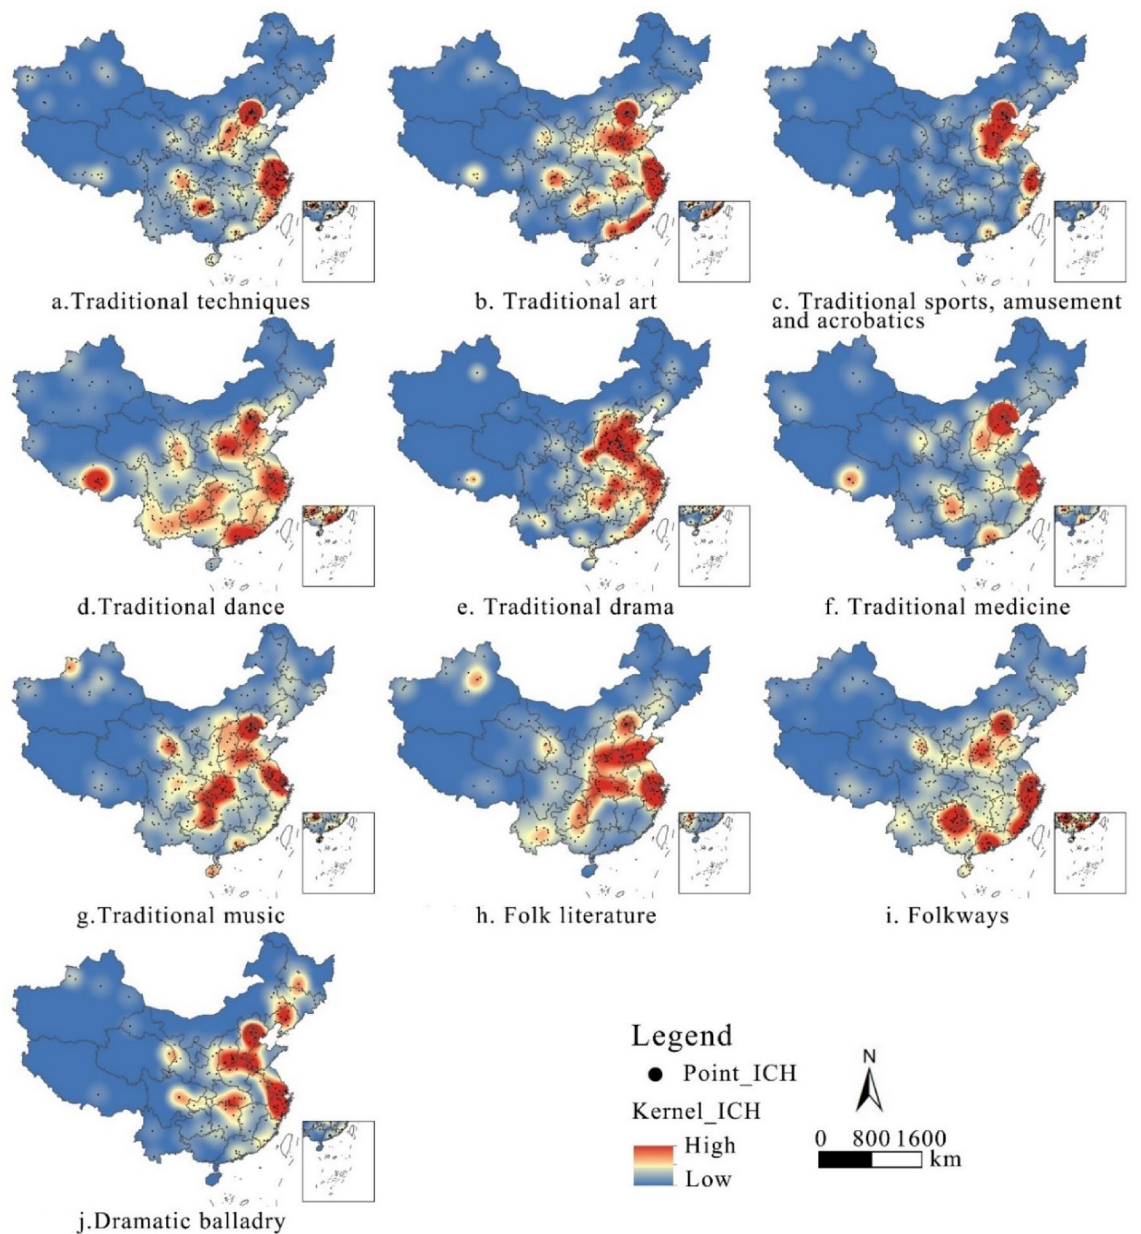 a.Traditional techniques
b. Traditional art
c. Traditional sports, amusement
and acrobatics
d.Traditional dance
e. Traditional drama
f. Traditional medicine
g.Traditional music
h. Folk literature
i. Folkways
j.Dramatic balladry
Legend
Point_ICH
Kernel_ICH
High
Low
N
0 800 1600
km